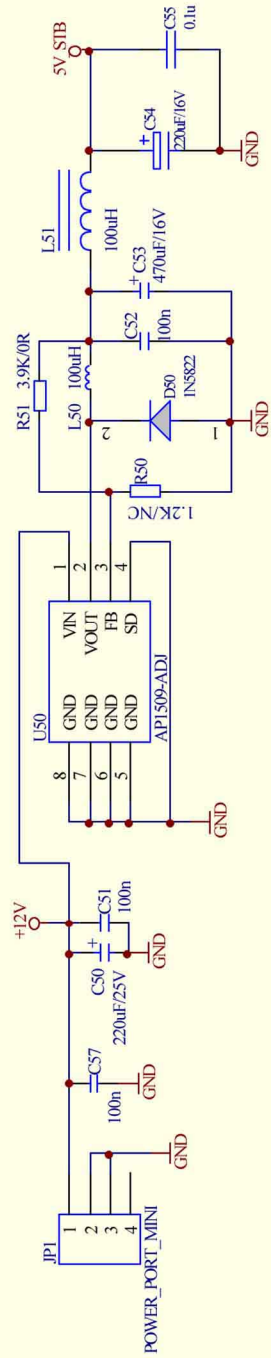 JP1
1
2
3
4
POWER_PORT_MINI
GND
C57
100n
GND
+12V
C50
220uF/25V
C51
100n
GND
U50
8
7
6
5
GND
GND
GND
GND
VIN
VOUT
FB
SD
1
2
3
4
AP1509-ADJ
GND
R51 3.9K/0R
R50
1.2K/NC
L50
100uH
2
D50
IN5822
1
GND
C52
100n
C53
470uF/16V
L51
100uH
5V_STB
C54
220uF/16V
C55
0.1u
GND